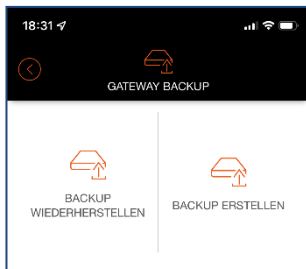 18:31
GATEWAY BACKUP
BACKUP
WIEDERHERSTELLEN
BACKUP ERSTELLEN